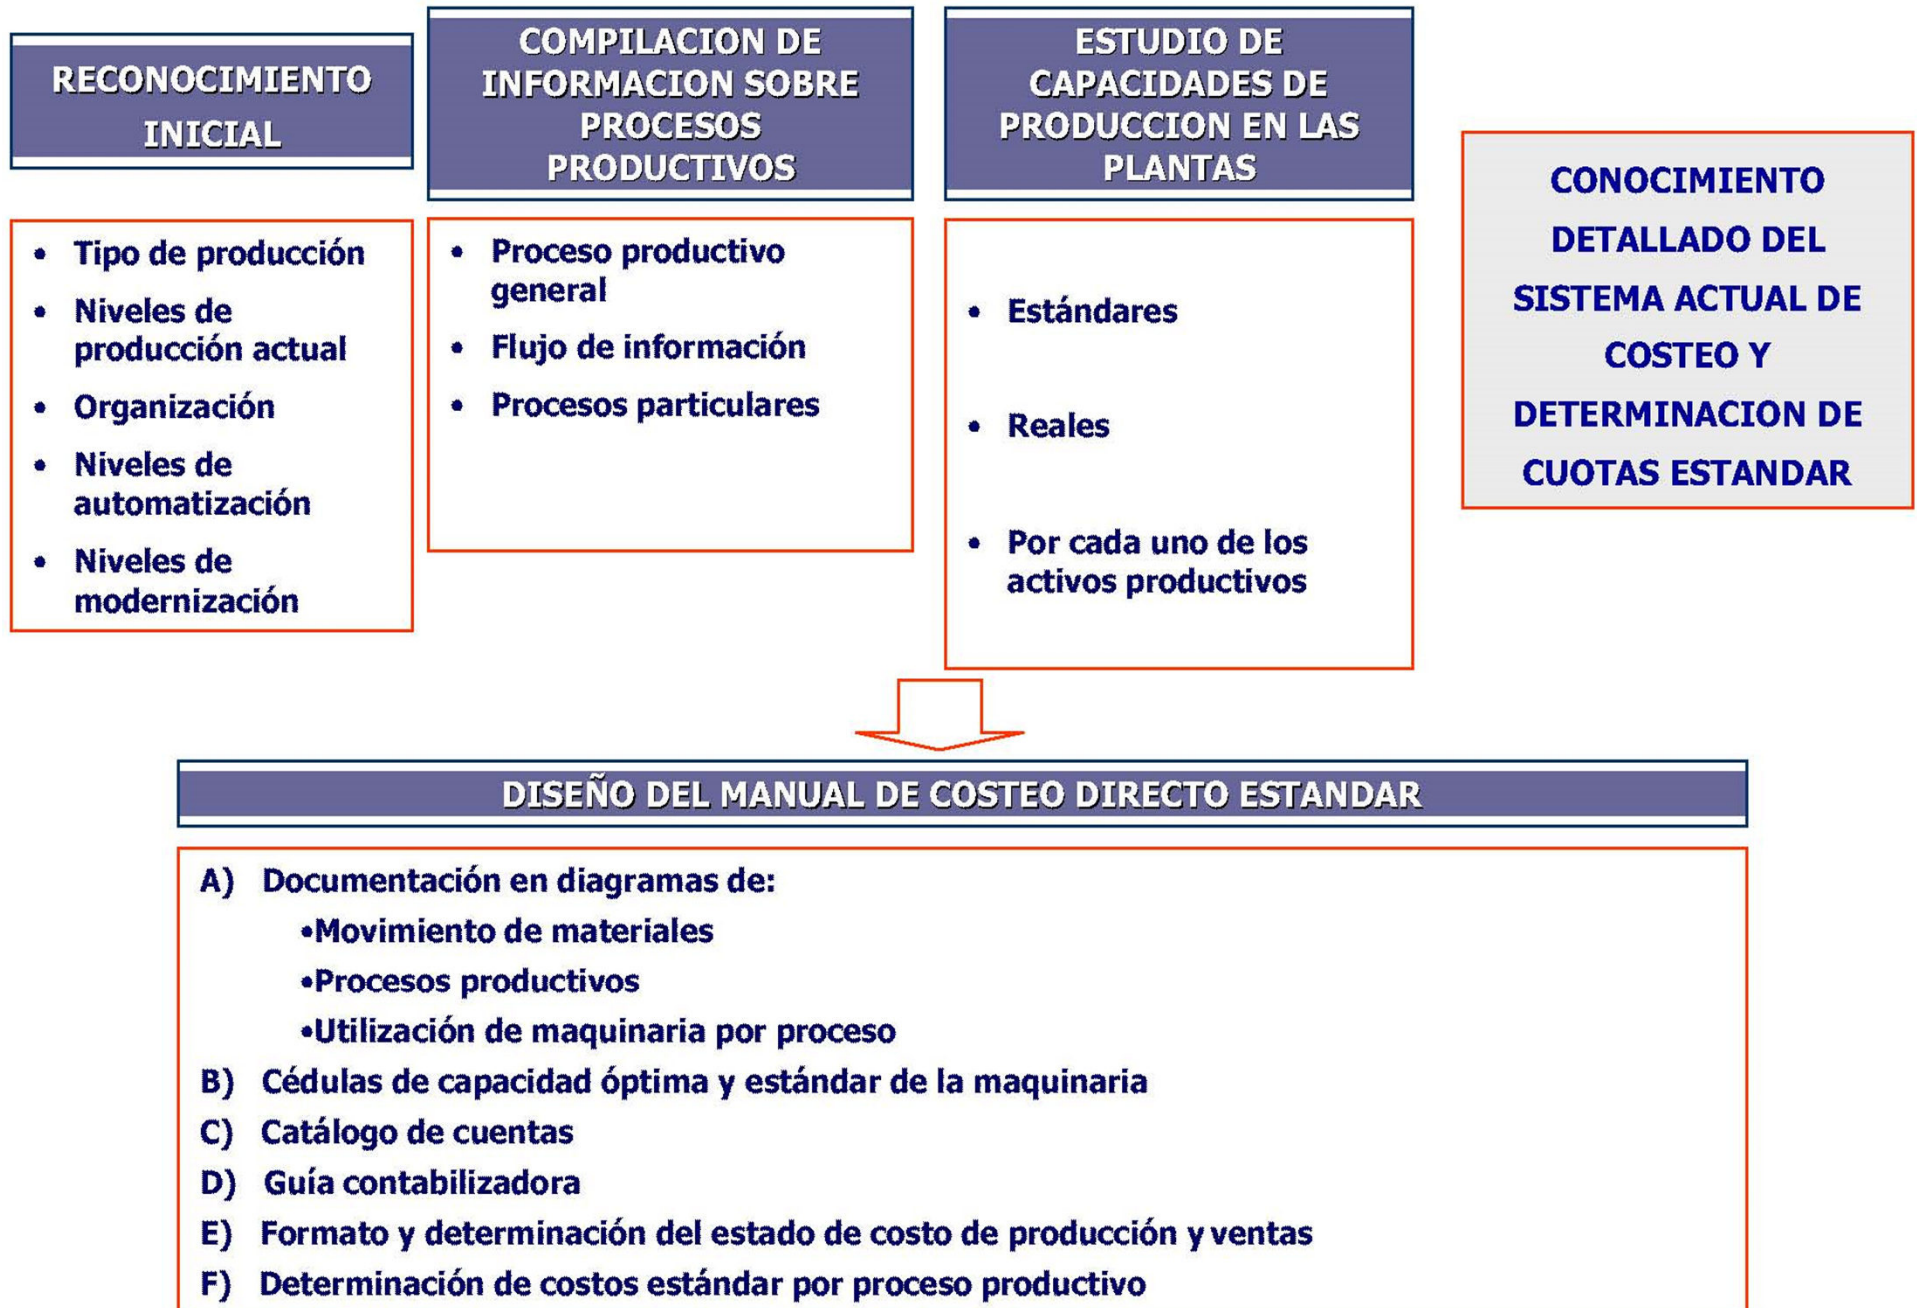 RECONOCIMIENTO
INICIAL
• Tipo de producción
• Niveles de
producción actual
• Organización
• Niveles de
automatización
• Niveles de
modernización
COMPILACION DE
INFORMACION SOBRE
PROCESOS
PRODUCTIVOS
• Proceso productivo
general
• Flujo de información
• Procesos particulares
ESTUDIO DE
CAPACIDADES DE
PRODUCCION EN LAS
PLANTAS
• Estándares
• Reales
• Por cada uno de los
activos productivos
CONOCIMIENTO
DETALLADO DEL
SISTEMA ACTUAL DE
COSTEO Y
DETERMINACION DE
CUOTAS ESTANDAR
DISEÑO DEL MANUAL DE COSTEO DIRECTO ESTANDAR
A) Documentación en diagramas de:
•Movimiento de materiales
•Procesos productivos
•Utilización de maquinaria por proceso
B) Cédulas de capacidad óptima y estándar de la maquinaria
C) Catálogo de cuentas
D) Guía contabilizadora
E) Formato y determinación del estado de costo de producción y ventas
F) Determinación de costos estándar por proceso productivo